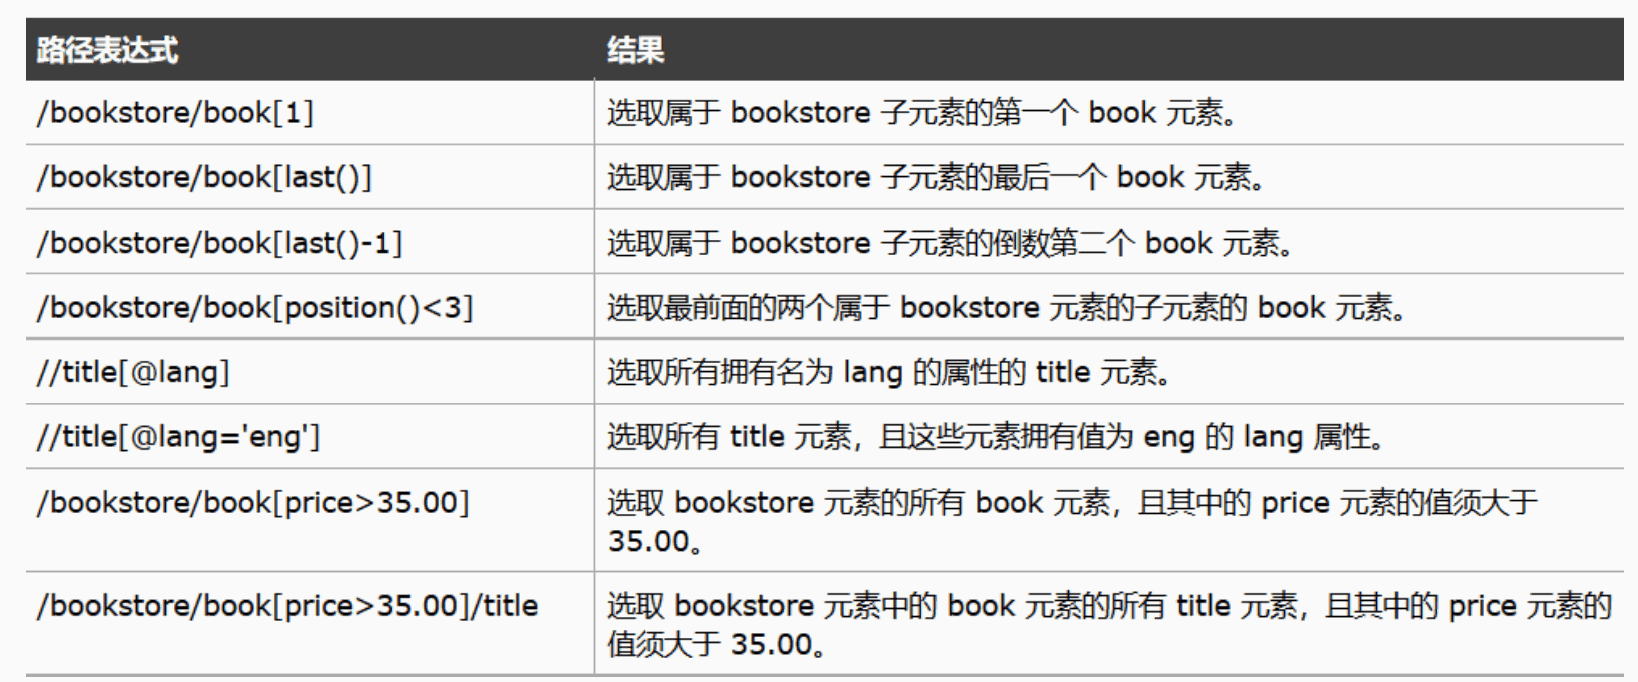 路径表达式 结果
/bookstore/book[1] 选取属于 bookstore 子元素的第一个 book 元素。
/bookstore/book[last()] 选取属于 bookstore 子元素的最后一个 book 元素。
/bookstore/book[last()-1] 选取属于 bookstore 子元素的倒数第二个 book 元素。
/bookstore/book[position()<3] 选取最前面的两个属于 bookstore 元素的子元素的 book 元素。
//title[@lang] 选取所有拥有名为 lang 的属性的 title 元素。
//title[@lang='eng'] 选取所有 title 元素，且这些元素拥有值为 eng 的 lang 属性。
/bookstore/book[price>35.00] 选取 bookstore 元素的所有 book 元素，且其中的 price 元素的值须大于
35.00。
/bookstore/book[price>35.00]/title 选取 bookstore 元素中的 book 元素的所有 title 元素，且其中的 price 元素的
值须大于 35.00。